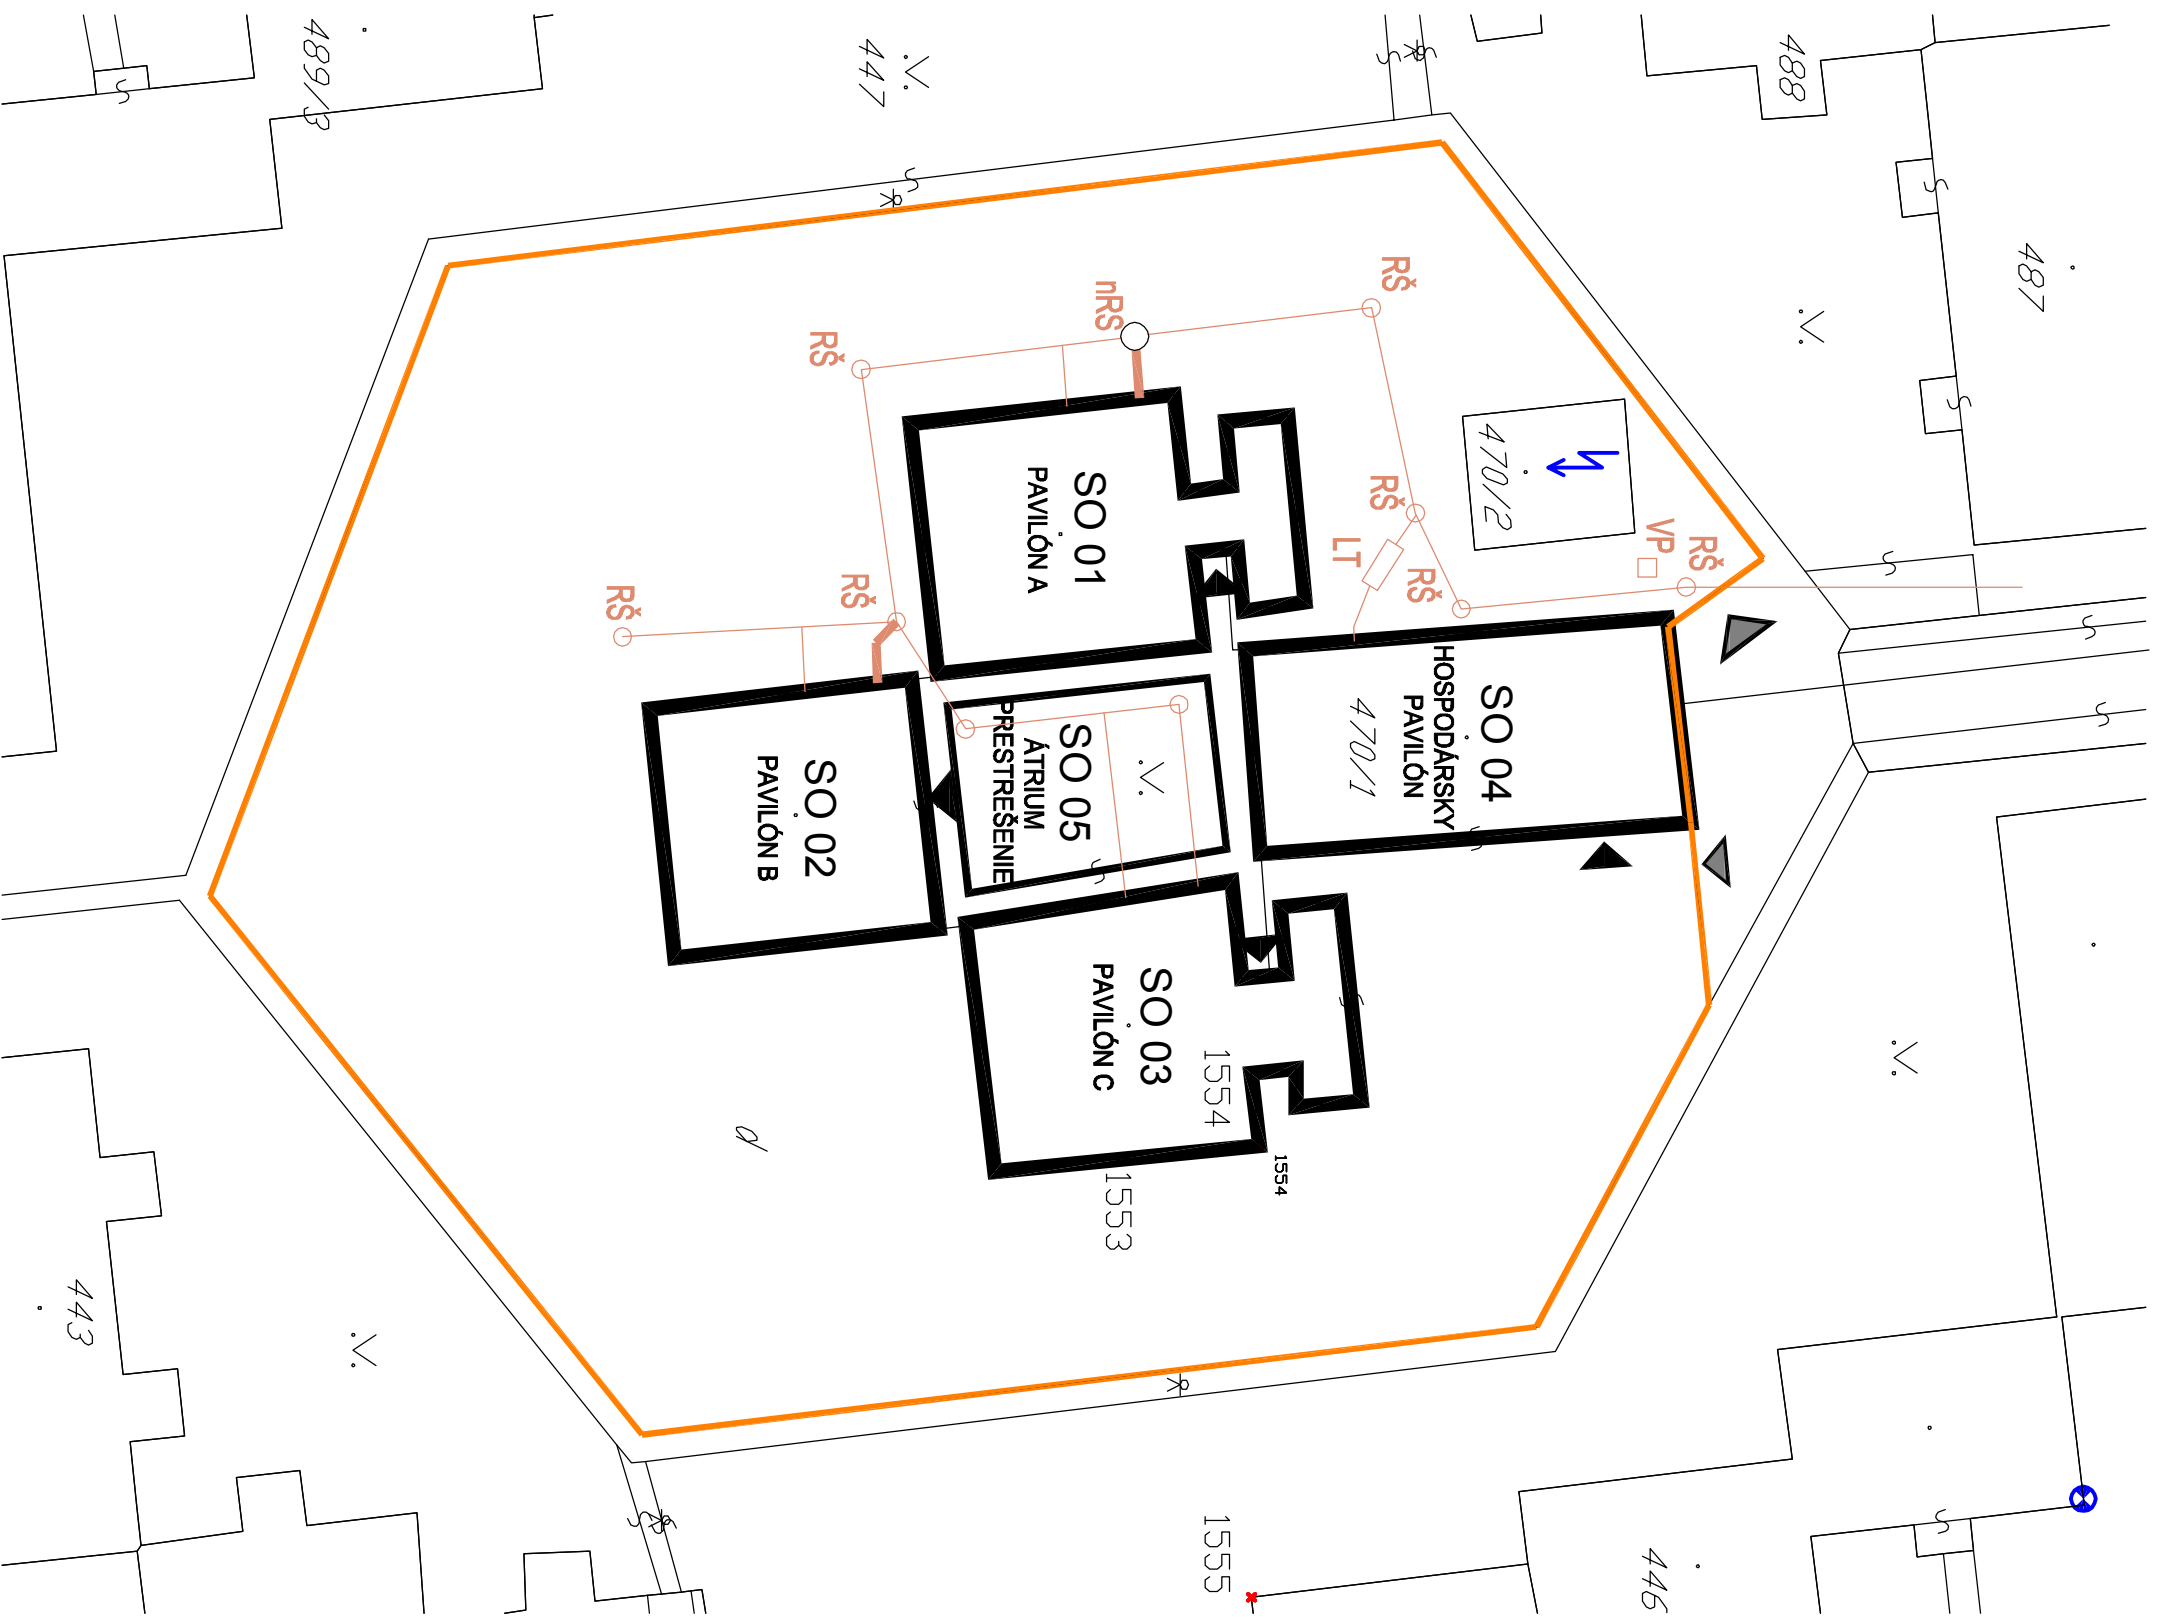 489/3
447
488
487
RŠ
nRS
RŠ
RŠ
470/2
LT
RŠ
VP
RŠ
RŠ
RŠ
SO 01
PAVILÓN A
SO 04
HOSPODÁRSKY
PAVILÓN
470/1
SO 05
ÁTRIUM
PRESTREŠENIE
SO 02
PAVILÓN B
SO 03
PAVILÓN C
1554
1554
1553
d
443
1555
446